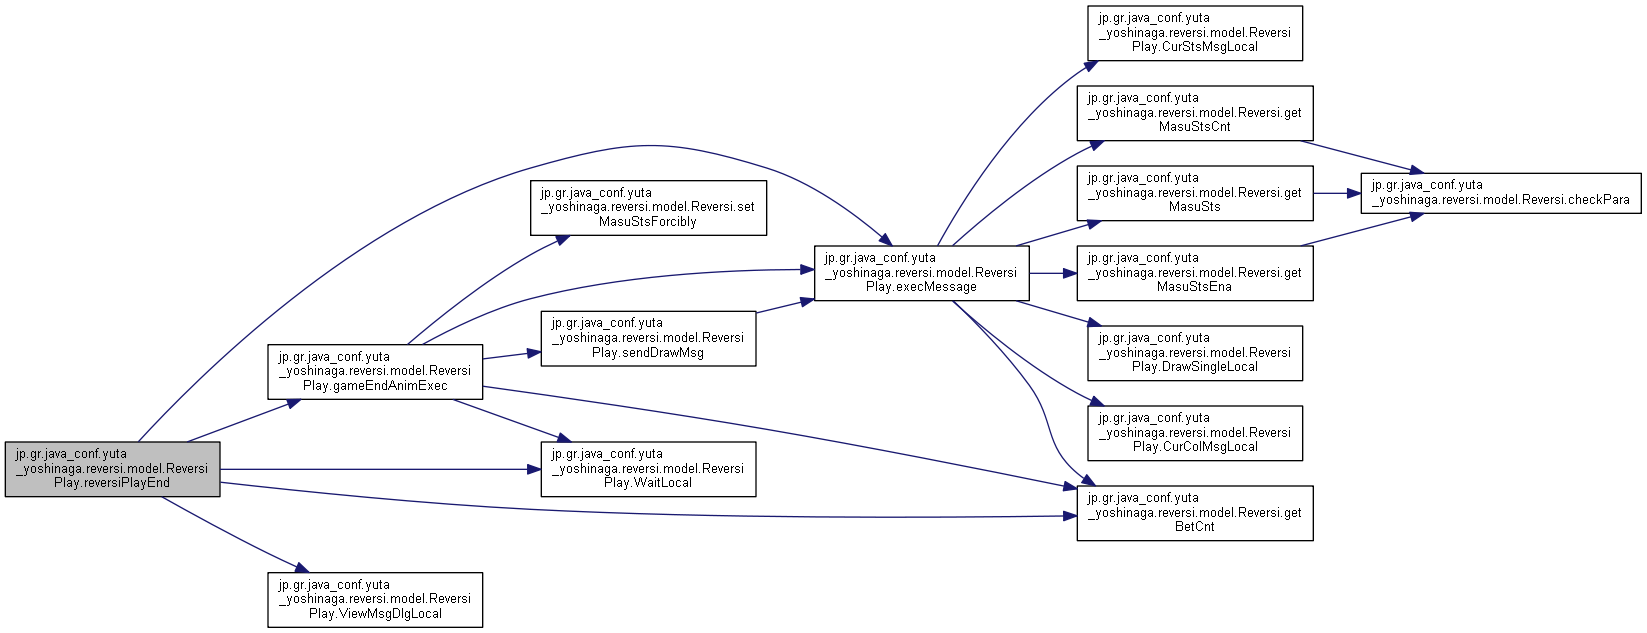 jp.gr.java_conf.yuta
_yoshinaga.reversi.model.Reversi
Play.reversiPlayEnd
jp.gr.java_conf.yuta
_yoshinaga.reversi.model.Reversi
Play.gameEndAnimExec
jp.gr.java_conf.yuta
_yoshinaga.reversi.model.Reversi
Play.ViewMsgDlgLocal
jp.gr.java_conf.yuta
_yoshinaga.reversi.model.Reversi.set
MasuStsForcibly
jp.gr.java_conf.yuta
_yoshinaga.reversi.model.Reversi
Play.sendDrawMsg
jp.gr.java_conf.yuta
_yoshinaga.reversi.model.Reversi
Play.WaitLocal
jp.gr.java_conf.yuta
_yoshinaga.reversi.model.Reversi
Play.execMessage
jp.gr.java_conf.yuta
_yoshinaga.reversi.model.Reversi
Play.CurStsMsgLocal
jp.gr.java_conf.yuta
_yoshinaga.reversi.model.Reversi.get
MasuStsCnt
jp.gr.java_conf.yuta
_yoshinaga.reversi.model.Reversi.get
MasuSts
jp.gr.java_conf.yuta
_yoshinaga.reversi.model.Reversi.get
MasuStsEna
jp.gr.java_conf.yuta
_yoshinaga.reversi.model.Reversi
Play.DrawSingleLocal
jp.gr.java_conf.yuta
_yoshinaga.reversi.model.Reversi
Play.CurColMsgLocal
jp.gr.java_conf.yuta
_yoshinaga.reversi.model.Reversi.get
BetCnt
jp.gr.java_conf.yuta
_yoshinaga.reversi.model.Reversi.checkPara